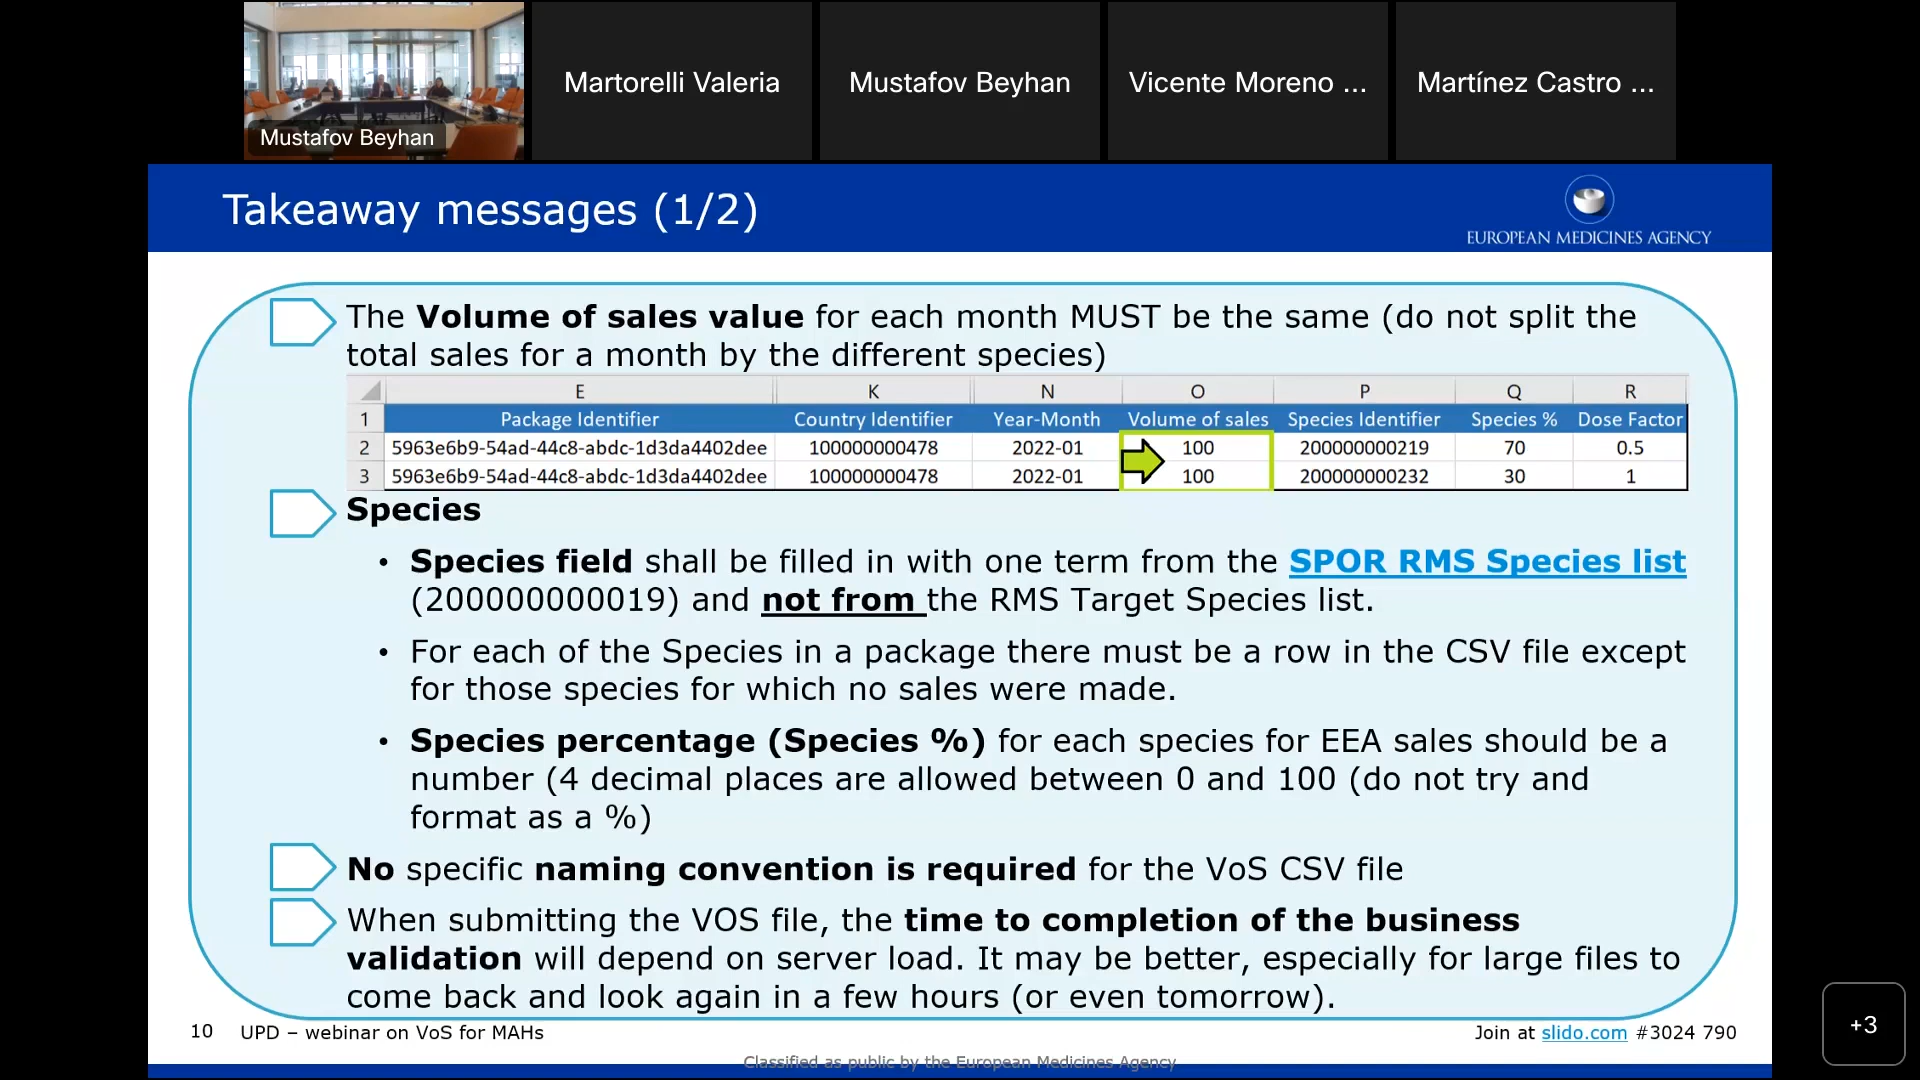 Mustafov Beyhan
Martorelli Valeria
Mustafov Beyhan
Vicente Moreno ...
Martínez Castro ...
Takeaway messages (1/2)
EUROPEAN MEDICINES AGENCY
The Volume of sales value for each month MUST be the same (do not split the
total sales for a month by the different species)
E K N O P Q R
1 Package Identifier Country Identifier Year-Month Volume of sales Species Identifier Species % Dose Factor
2 5963e6b9-54ad-44c8-abdc-1d3da4402dee 100000000478 2022-01 100 200000000219 70 0.5
3 5963e6b9-54ad-44c8-abdc-1d3da4402dee 100000000478 2022-01 100 200000000232 30 1
Species
• Species field shall be filled in with one term from the SPOR RMS Species list
(200000000019) and not from the RMS Target Species list.
• For each of the Species in a package there must be a row in the CSV file except
for those species for which no sales were made.
• Species percentage (Species %) for each species for EEA sales should be a
number (4 decimal places are allowed between 0 and 100 (do not try and
format as a %)
No specific naming convention is required for the VoS CSV file
When submitting the VOS file, the time to completion of the business
validation will depend on server load. It may be better, especially for large files to
come back and look again in a few hours (or even tomorrow).
10 UPD – webinar on VoS for MAHs
Join at slido.com #3024 790
Classified as public by the European Medicines Agency
+3